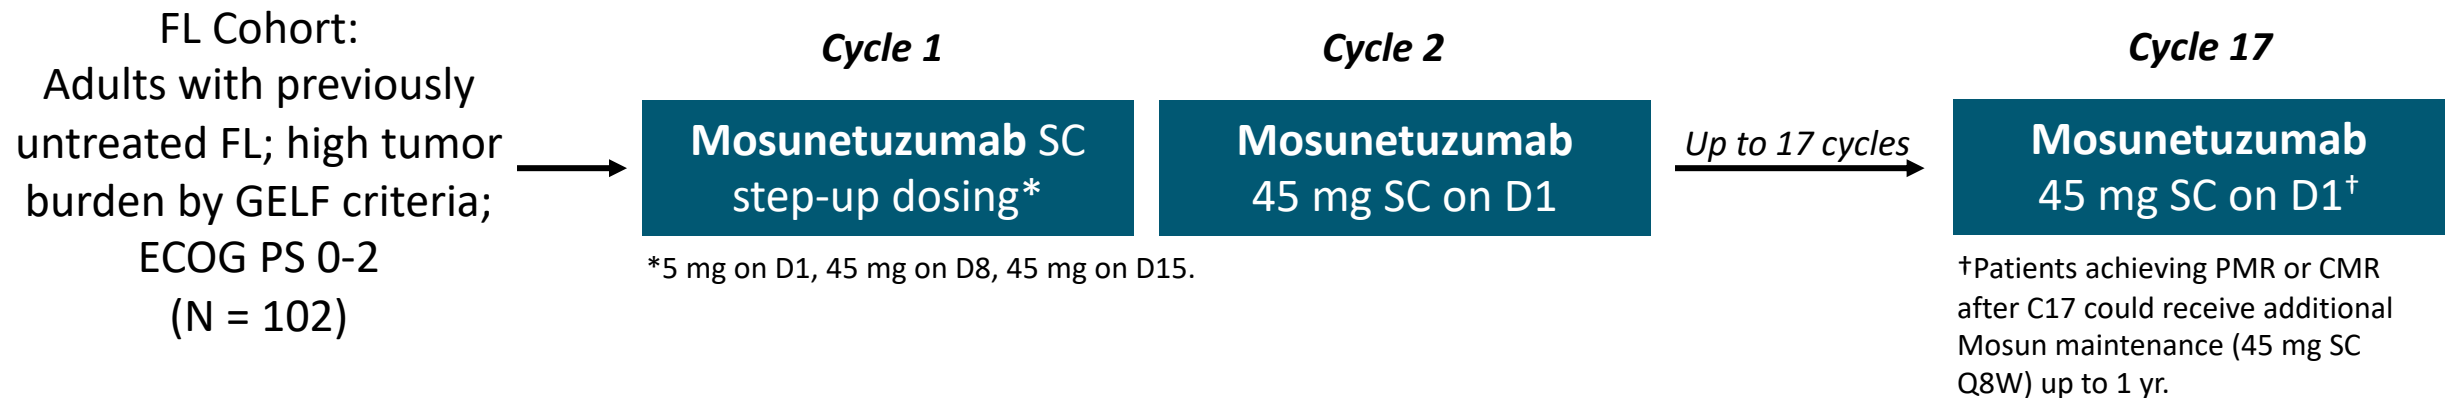 FL Cohort:
Adults with previously
untreated FL; high tumor
burden by GELF criteria;
ECOG PS 0-2
(N = 102)
Cycle 1
Mosunetuzumab SC
step-up dosing*
*5 mg on D1, 45 mg on D8, 45 mg on D15.
Cycle 2
Mosunetuzumab
45 mg SC on D1
Up to 17 cycles
Cycle 17
Mosunetuzumab
45 mg SC on D1†
†Patients achieving PMR or CMR
after C17 could receive additional
Mosun maintenance (45 mg SC
Q8W) up to 1 yr.